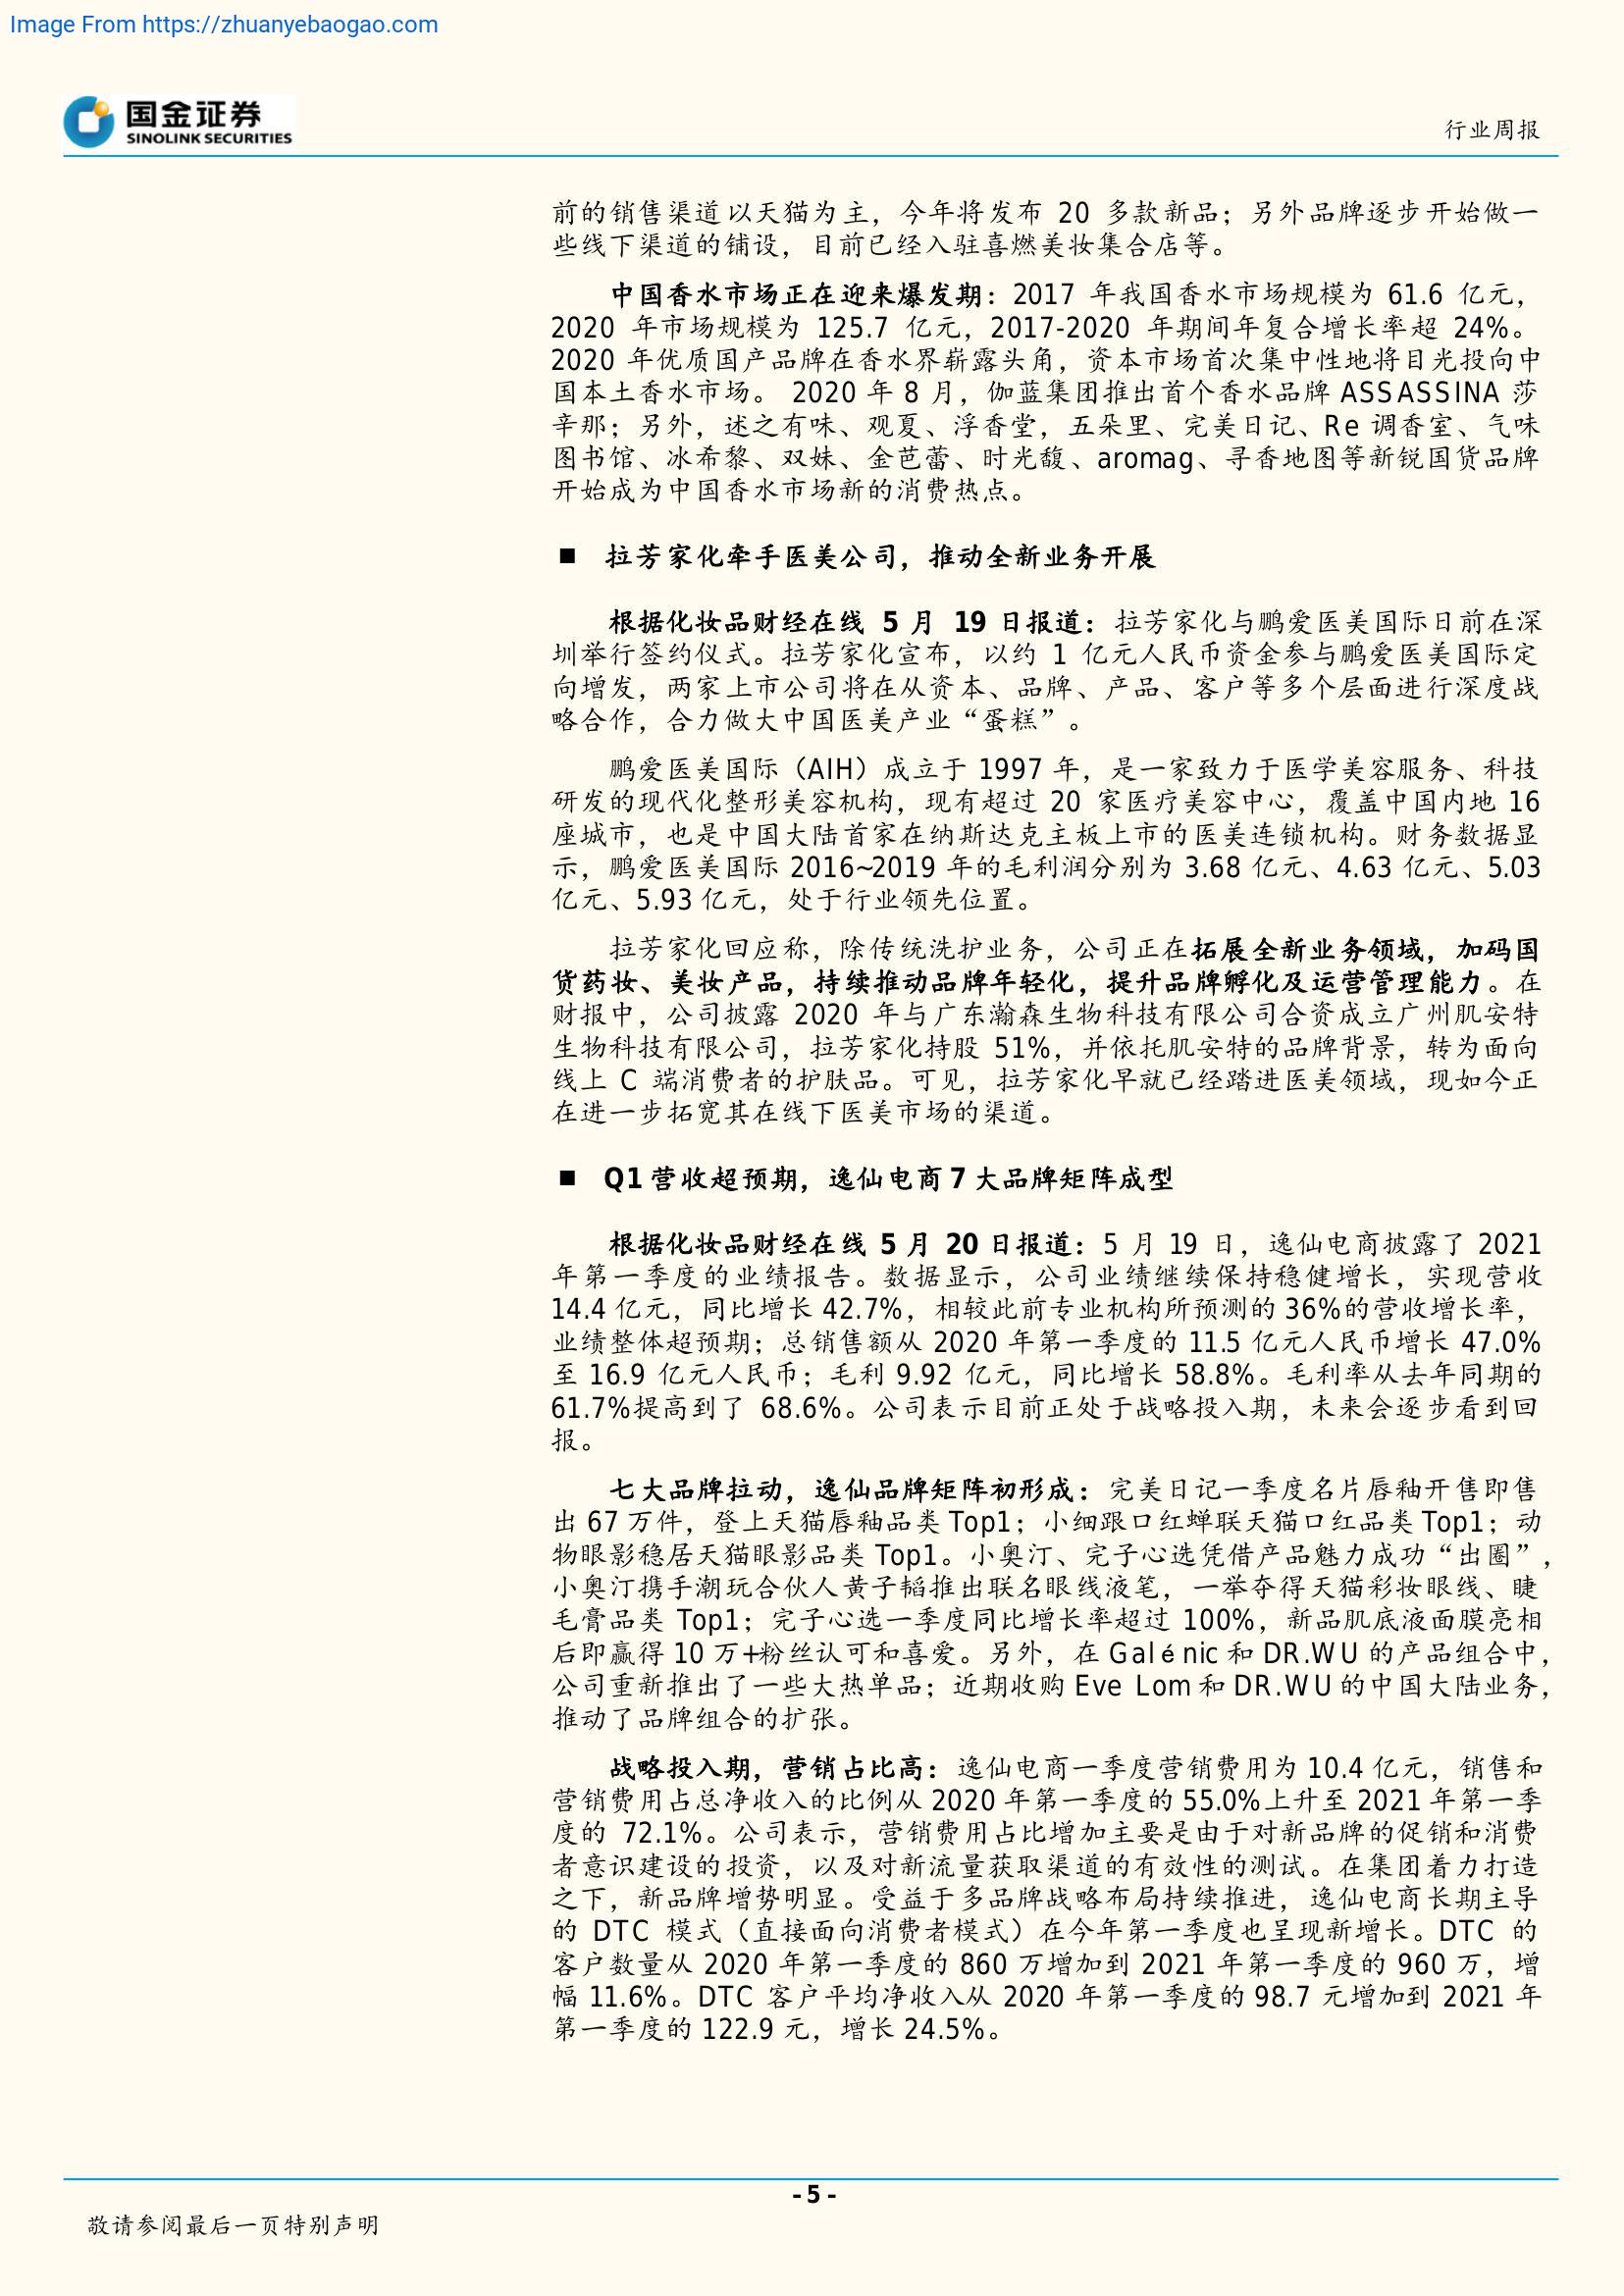 Image From https://zhuanyebaogao.com
国金证券
SINOLINK SECURITIES
行业周报
前的销售渠道以天猫为主，今年将发布 20 多款新品；另外品牌逐步开始做一
些线下渠道的铺设，目前已经入驻喜燃美妆集合店等。
中国香水市场正在迎来爆发期：2017 年我国香水市场规模为 61.6 亿元，
2020 年市场规模为 125.7 亿元，2017-2020 年期间年复合增长率超 24%。
2020 年优质国产品牌在香水界崭露头角，资本市场首次集中性地将目光投向中
国本土香水市场。 2020 年 8 月，伽蓝集团推出首个香水品牌 ASSASSINA 莎
辛那；另外，述之有味、观夏、浮香堂，五朵里、完美日记、Re 调香室、气味
图书馆、冰希黎、双妹、金芭蕾、时光馥、aromag、寻香地图等新锐国货品牌
开始成为中国香水市场新的消费热点。
■ 拉芳家化牵手医美公司，推动全新业务开展
根据化妆品财经在线 5 月 19 日报道：拉芳家化与鹏爱医美国际日前在深
圳举行签约仪式。拉芳家化宣布，以约 1 亿元人民币资金参与鹏爱医美国际定
向增发，两家上市公司将在从资本、品牌、产品、客户等多个层面进行深度战
略合作，合力做大中国医美产业“蛋糕”。
鹏爱医美国际（AIH）成立于 1997 年，是一家致力于医学美容服务、科技
研发的现代化整形美容机构，现有超过 20 家医疗美容中心，覆盖中国内地 16
座城市，也是中国大陆首家在纳斯达克主板上市的医美连锁机构。财务数据显
示，鹏爱医美国际 2016~2019 年的毛利润分别为 3.68 亿元、4.63 亿元、5.03
亿元、5.93 亿元，处于行业领先位置。
拉芳家化回应称，除传统洗护业务，公司正在拓展全新业务领域，加码国
货药妆、美妆产品，持续推动品牌年轻化，提升品牌孵化及运营管理能力。在
财报中，公司披露 2020 年与广东瀚森生物科技有限公司合资成立广州肌安特
生物科技有限公司，拉芳家化持股 51%，并依托肌安特的品牌背景，转为面向
线上 C 端消费者的护肤品。可见，拉芳家化早就已经踏进医美领域，现如今正
在进一步拓宽其在线下医美市场的渠道。
■ Q1 营收超预期，逸仙电商 7 大品牌矩阵成型
根据化妆品财经在线 5 月 20 日报道：5 月 19 日，逸仙电商披露了 2021
年第一季度的业绩报告。数据显示，公司业绩继续保持稳健增长，实现营收
14.4 亿元，同比增长 42.7%，相较此前专业机构所预测的 36%的营收增长率，
业绩整体超预期；总销售额从 2020 年第一季度的 11.5 亿元人民币增长 47.0%
至 16.9 亿元人民币；毛利 9.92 亿元，同比增长 58.8%。毛利率从去年同期的
61.7%提高到了 68.6%。公司表示目前正处于战略投入期，未来会逐步看到回
报。
七大品牌拉动，逸仙品牌矩阵初形成：完美日记一季度名片唇釉开售即售
出 67 万件，登上天猫唇釉品类 Top1；小细跟口红蝉联天猫口红品类 Top1；动
物眼影稳居天猫眼影品类 Top1。小奥汀、完子心选凭借产品魅力成功“出圈”，
小奥汀携手潮玩合伙人黄子韬推出联名眼线液笔，一举夺得天猫彩妆眼线、睫
毛膏品类 Top1；完子心选一季度同比增长率超过 100%，新品肌底液面膜亮相
后即赢得 10 万+粉丝认可和喜爱。另外，在 Galénic 和 DR.WU 的产品组合中，
公司重新推出了一些大热单品；近期收购 Eve Lom 和 DR.WU 的中国大陆业务，
推动了品牌组合的扩张。
战略投入期，营销占比高：逸仙电商一季度营销费用为 10.4 亿元，销售和
营销费用占总净收入的比例从 2020 年第一季度的 55.0%上升至 2021 年第一季
度的 72.1%。公司表示，营销费用占比增加主要是由于对新品牌的促销和消费
者意识建设的投资，以及对新流量获取渠道的有效性的测试。在集团着力打造
之下，新品牌增势明显。受益于多品牌战略布局持续推进，逸仙电商长期主导
的 DTC 模式（直接面向消费者模式）在今年第一季度也呈现新增长。DTC 的
客户数量从 2020 年第一季度的 860 万增加到 2021 年第一季度的 960 万，增
幅 11.6%。DTC 客户平均净收入从 2020 年第一季度的 98.7 元增加到 2021 年
第一季度的 122.9 元，增长 24.5%。
- 5 -
敬请参阅最后一页特别声明